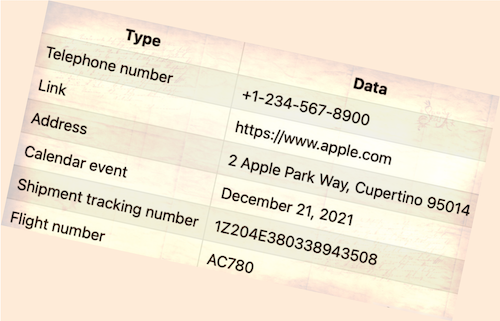 Type Data
Telephone number +1-234-567-8900
Link https://www.apple.com
Address 2 Apple Park Way, Cupertino 95014
Calendar event December 21, 2021
Shipment tracking number 1Z204E380338943508
Flight number AC780